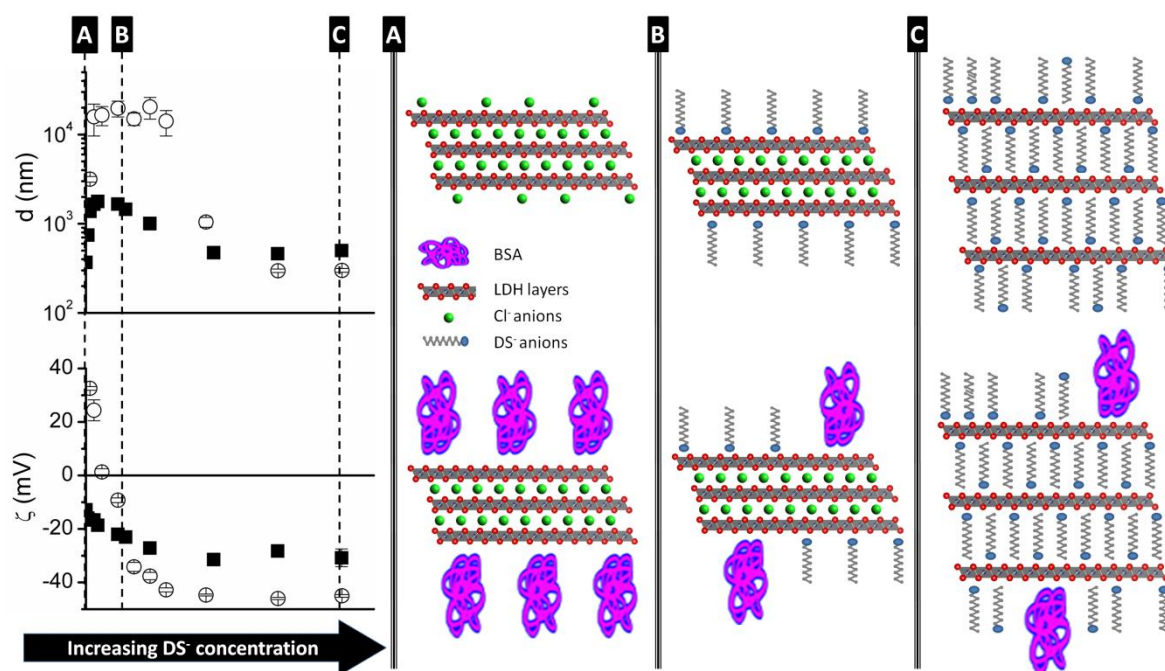 A
B
C
A
B
C
d (nm)
10⁴
10³
10²
ζ (mV)
40
20
0
-20
-40
Increasing DS⁻ concentration
BSA
LDH layers
Cl⁻ anions
DS⁻ anions